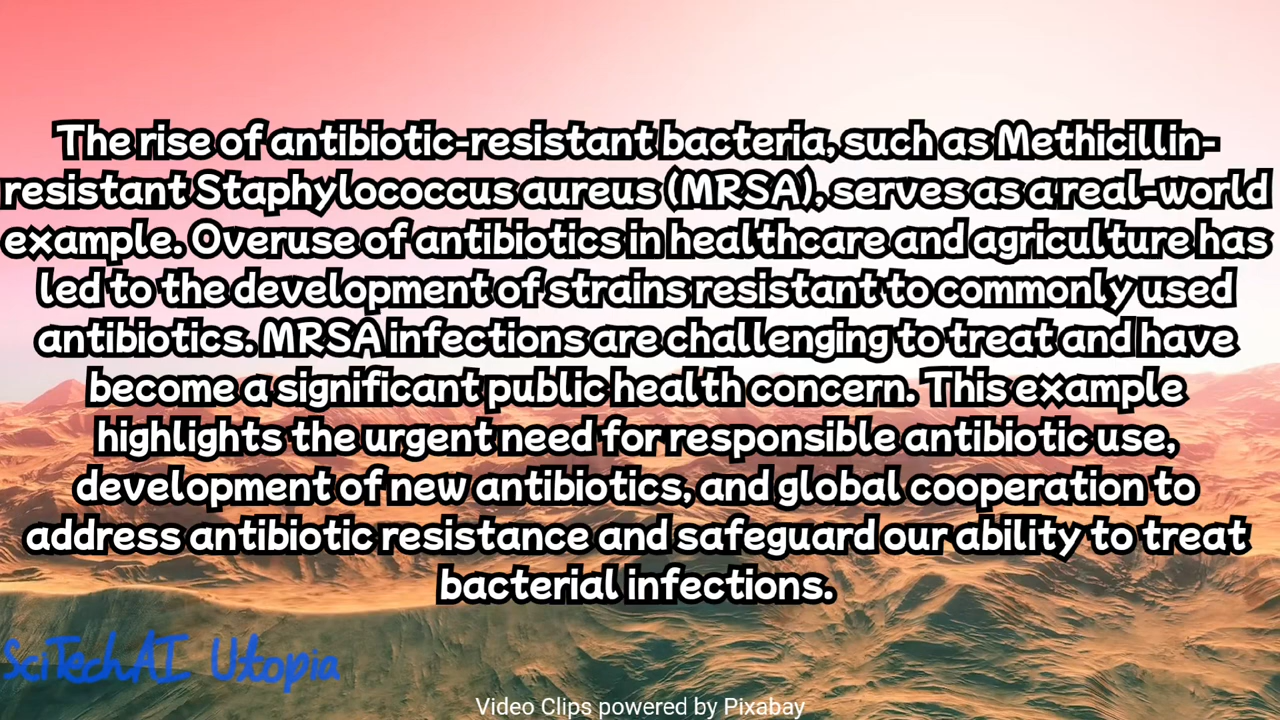 The rise of antibiotic-resistant bacteria, such as Methicillin-
resistant Staphylococcus aureus (MRSA), serves as a real-world
example. Overuse of antibiotics in healthcare and agriculture has
led to the development of strains resistant to commonly used
antibiotics. MRSA infections are challenging to treat and have
become a significant public health concern. This example
highlights the urgent need for responsible antibiotic use,
development of new antibiotics, and global cooperation to
address antibiotic resistance and safeguard our ability to treat
bacterial infections.
SciTechAI Utopia
Video Clips powered by Pixabay